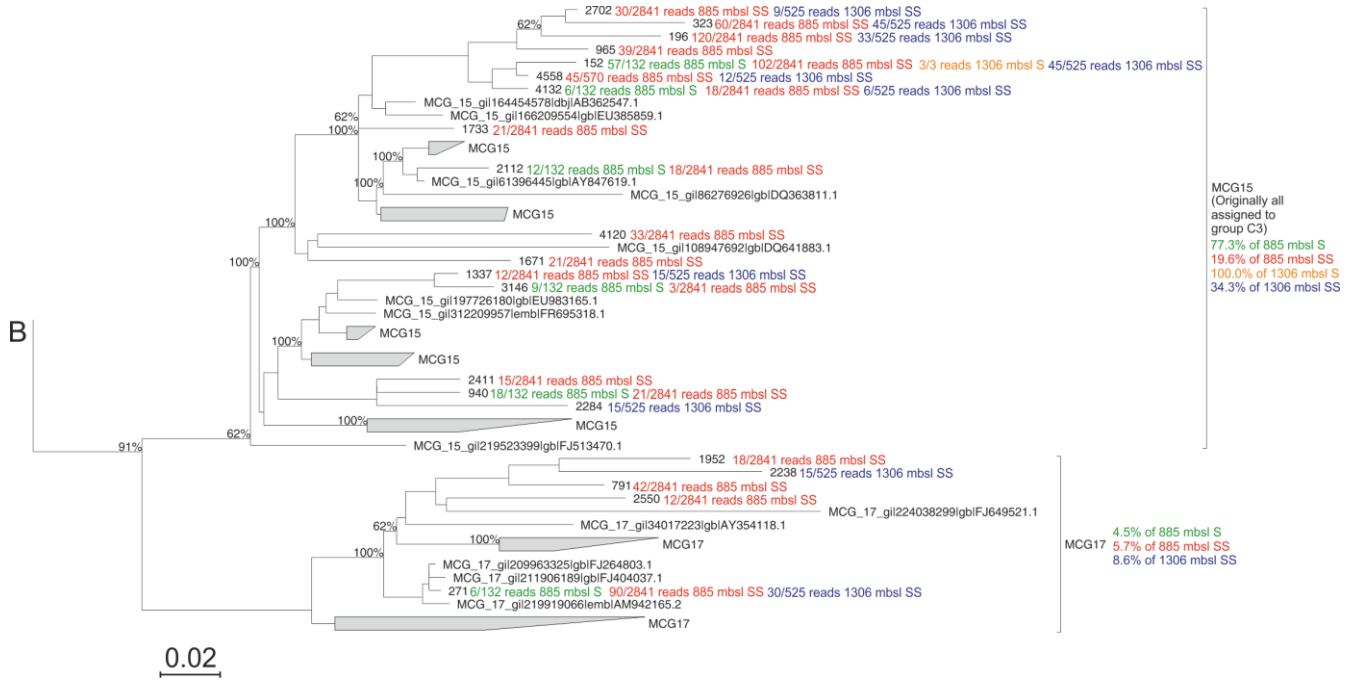 2702 30/2841 reads 885 mbsl SS 9/525 reads 1306 mbsl SS
62%
323 60/2841 reads 885 mbsl SS 45/525 reads 1306 mbsl SS
196 120/2841 reads 885 mbsl SS 33/525 reads 1306 mbsl SS
965 39/2841 reads 885 mbsl SS
152 57/132 reads 885 mbsl S 102/2841 reads 885 mbsl SS 3/3 reads 1306 mbsl S 45/525 reads 1306 mbsl SS
4558 45/570 reads 885 mbsl SS 12/525 reads 1306 mbsl SS
4132 6/132 reads 885 mbsl S 18/2841 reads 885 mbsl SS 6/525 reads 1306 mbsl SS
MCG_15_gi|164454578|dbj|AB362547.1
62%
MCG_15_gi|166209554|gb|EU385859.1
100%
1733 21/2841 reads 885 mbsl SS
100%
MCG15
2112 12/132 reads 885 mbsl S 18/2841 reads 885 mbsl SS
100%
MCG_15_gi|61396445|gb|AY847619.1
MCG_15_gi|86276926|gb|DQ363811.1
MCG15
100%
4120 33/2841 reads 885 mbsl SS
MCG_15_gi|108947692|gb|DQ641883.1
100%
1671 21/2841 reads 885 mbsl SS
1337 12/2841 reads 885 mbsl SS 15/525 reads 1306 mbsl SS
3146 9/132 reads 885 mbsl S 3/2841 reads 885 mbsl SS
MCG_15_gi|197726180|gb|EU983165.1
MCG_15_gi|312209957|emb|FR695318.1
MCG15
100%
MCG15
2411 15/2841 reads 885 mbsl SS
940 18/132 reads 885 mbsl S 21/2841 reads 885 mbsl SS
2284 15/525 reads 1306 mbsl SS
100%
MCG15
62%
MCG_15_gi|219523399|gb|FJ513470.1
MCG15
(Originally all
assigned to
group C3)
77.3% of 885 mbsl S
19.6% of 885 mbsl SS
100.0% of 1306 mbsl S
34.3% of 1306 mbsl SS
B
91%
1952 18/2841 reads 885 mbsl SS
2238 15/525 reads 1306 mbsl SS
791 42/2841 reads 885 mbsl SS
2550 12/2841 reads 885 mbsl SS
MCG_17_gi|224038299|gb|FJ649521.1
62%
MCG_17_gi|34017223|gb|AY354118.1
100%
MCG17
100%
MCG_17_gi|209963325|gb|FJ264803.1
MCG_17_gi|211906189|gb|FJ404037.1
271 6/132 reads 885 mbsl S 90/2841 reads 885 mbsl SS 30/525 reads 1306 mbsl SS
MCG_17_gi|219919066|emb|AM942165.2
MCG17
MCG17
4.5% of 885 mbsl S
5.7% of 885 mbsl SS
8.6% of 1306 mbsl SS
0.02